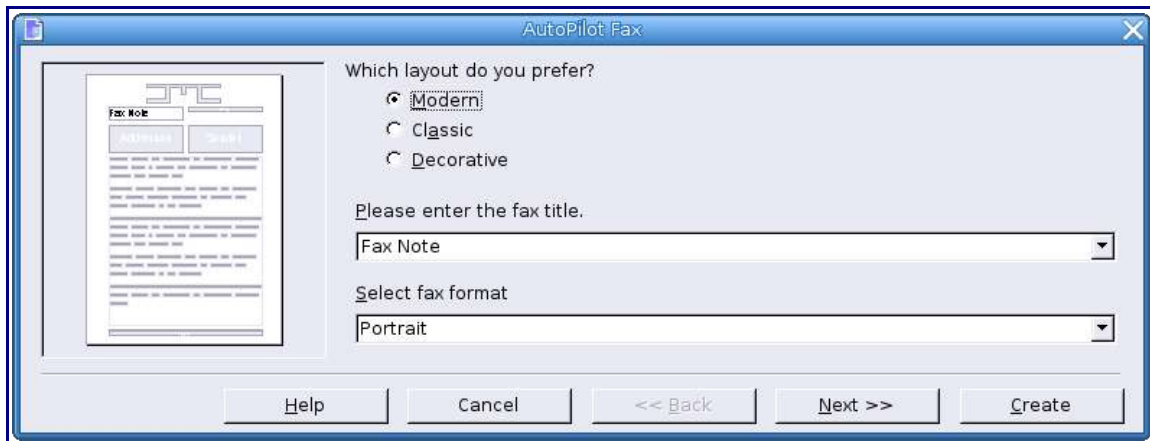 AutoPilot Fax
Which layout do you prefer?
Modern
Classic
Decorative
Fax Note
Please enter the fax title.
Fax Note
Select fax format
Portrait
Help
Cancel
<< Back
Next >>
Create